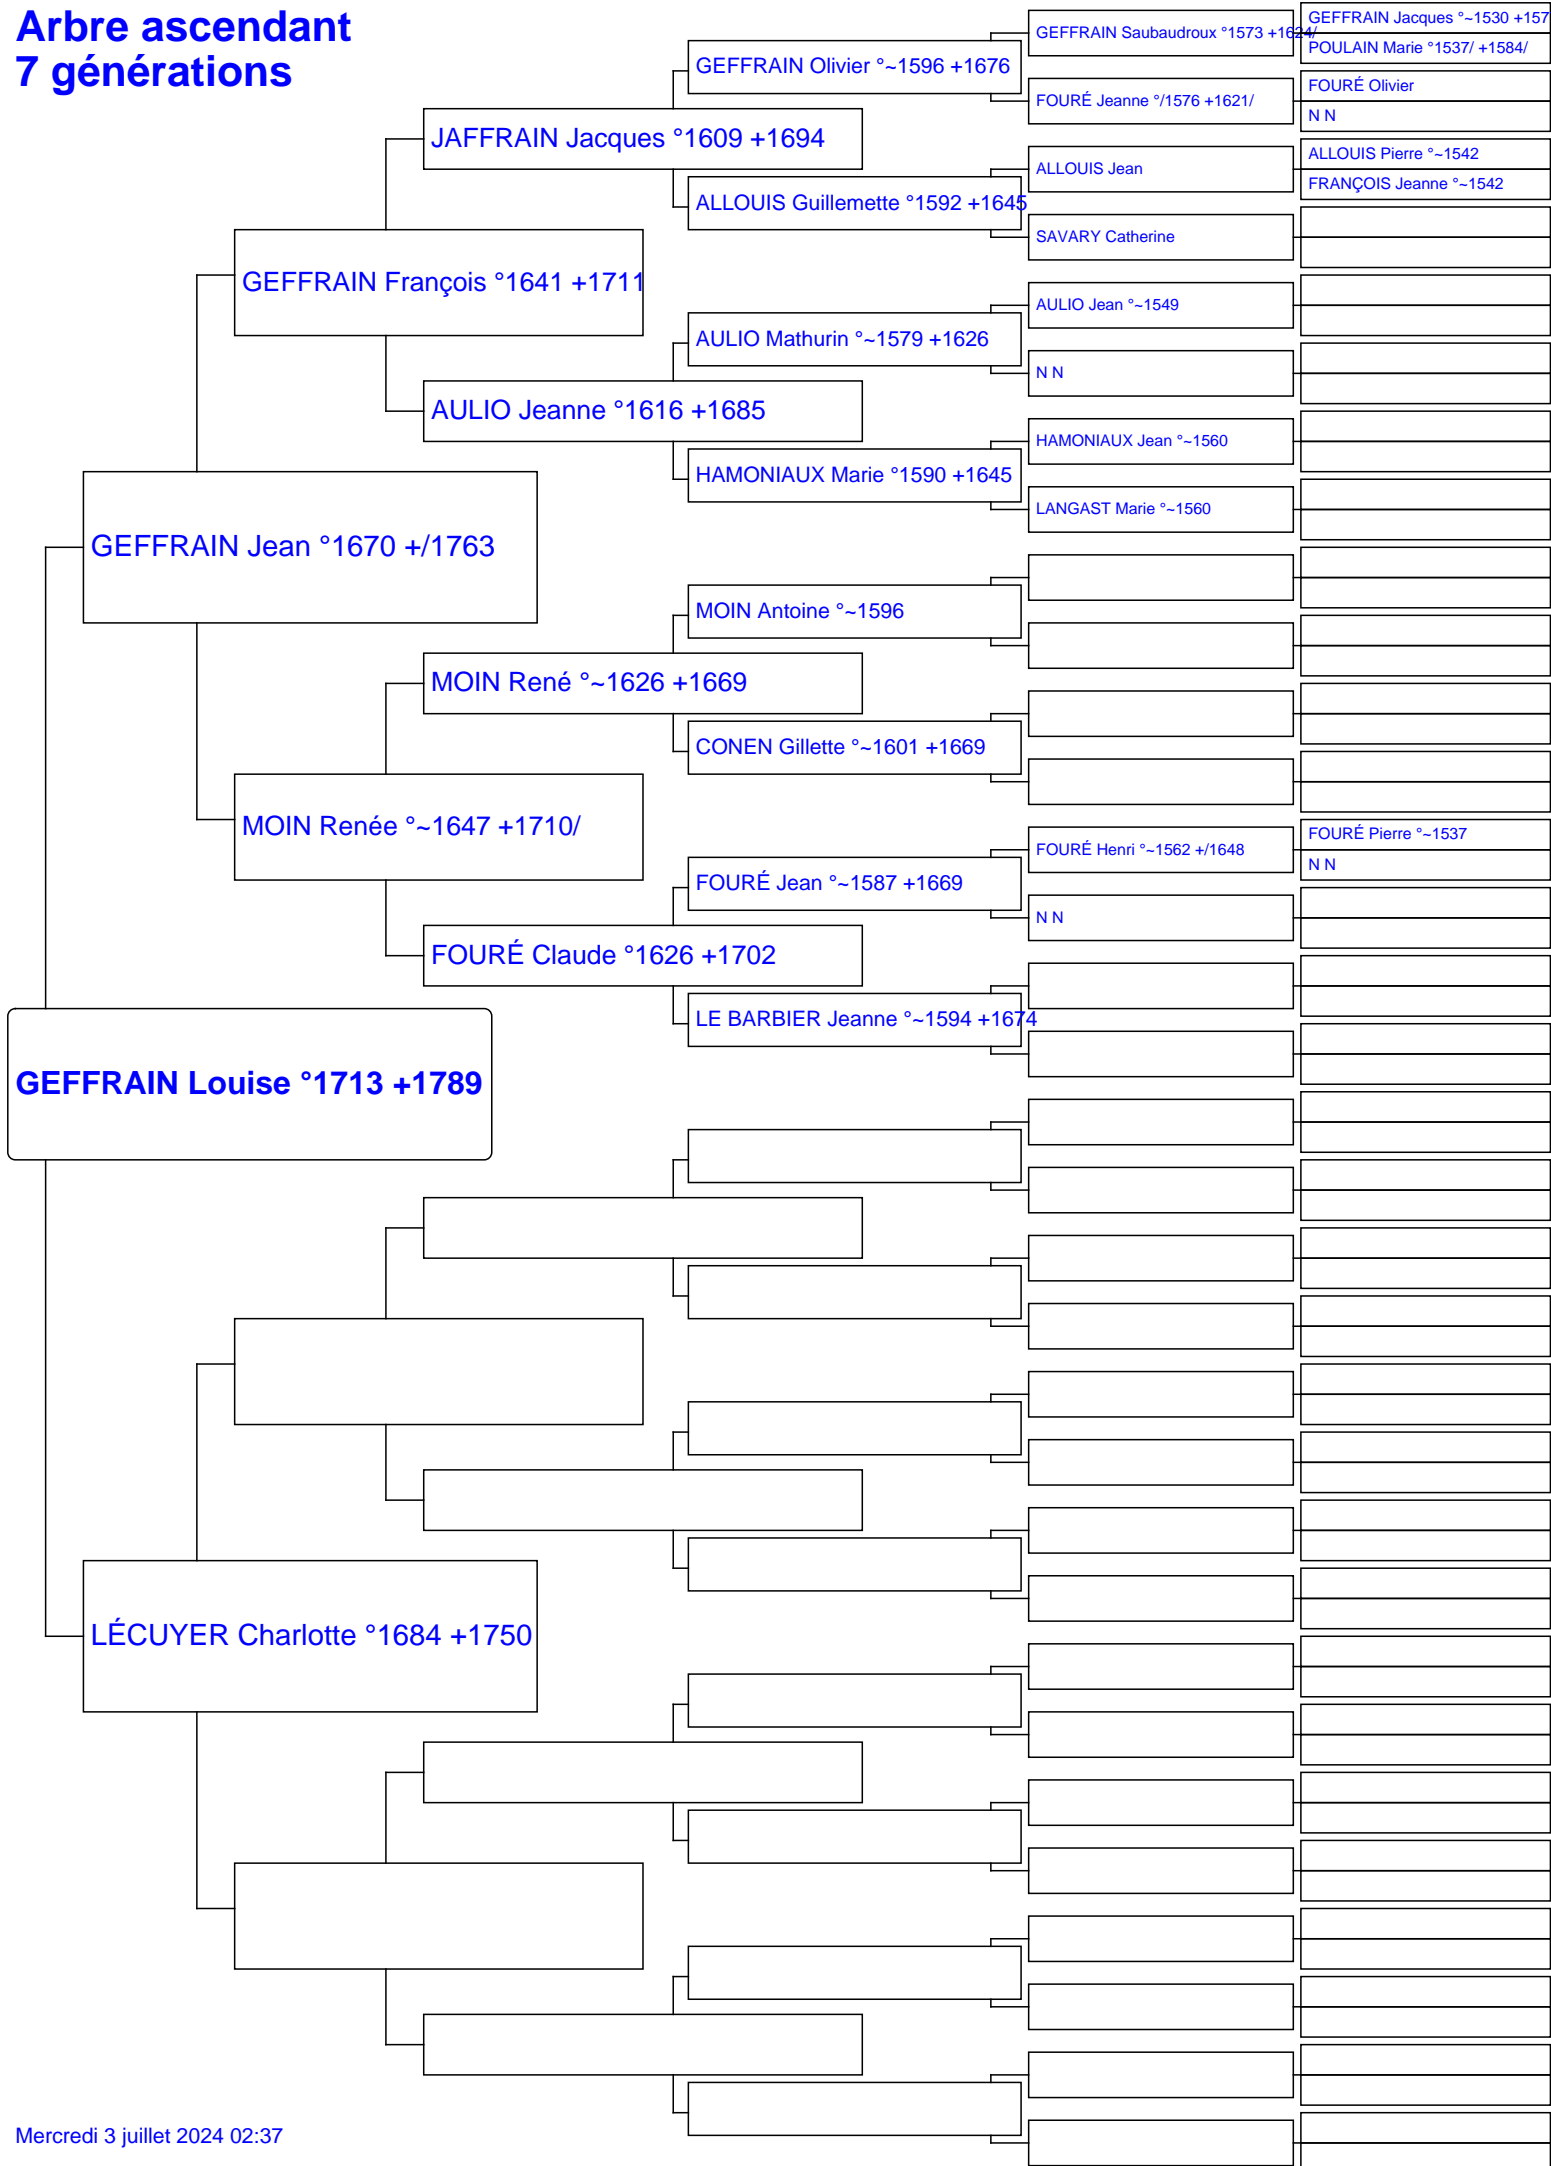 Arbre ascendant
7 générations
GEFFRAIN Jacques °~1530 +157
GEFFRAIN Saubaudroux °1573 +1624/
POULAIN Marie °1537/ +1584/
GEFFRAIN Olivier °~1596 +1676
FOURÉ Olivier
FOURÉ Jeanne °/1576 +1621/
N N
JAFFRAIN Jacques °1609 +1694
ALLOUIS Pierre °~1542
ALLOUIS Jean
FRANÇOIS Jeanne °~1542
ALLOUIS Guillemette °1592 +1645
SAVARY Catherine
GEFFRAIN François °1641 +1711
AULIO Jean °~1549
AULIO Mathurin °~1579 +1626
N N
AULIO Jeanne °1616 +1685
HAMONIAUX Jean °~1560
HAMONIAUX Marie °1590 +1645
LANGAST Marie °~1560
GEFFRAIN Jean °1670 +/1763
MOIN Antoine °~1596
MOIN René °~1626 +1669
CONEN Gillette °~1601 +1669
MOIN Renée °~1647 +1710/
FOURÉ Pierre °~1537
FOURÉ Henri °~1562 +/1648
N N
FOURÉ Jean °~1587 +1669
N N
FOURÉ Claude °1626 +1702
LE BARBIER Jeanne °~1594 +1674
GEFFRAIN Louise °1713 +1789
LÉCUYER Charlotte °1684 +1750
Mercredi 3 juillet 2024 02:37